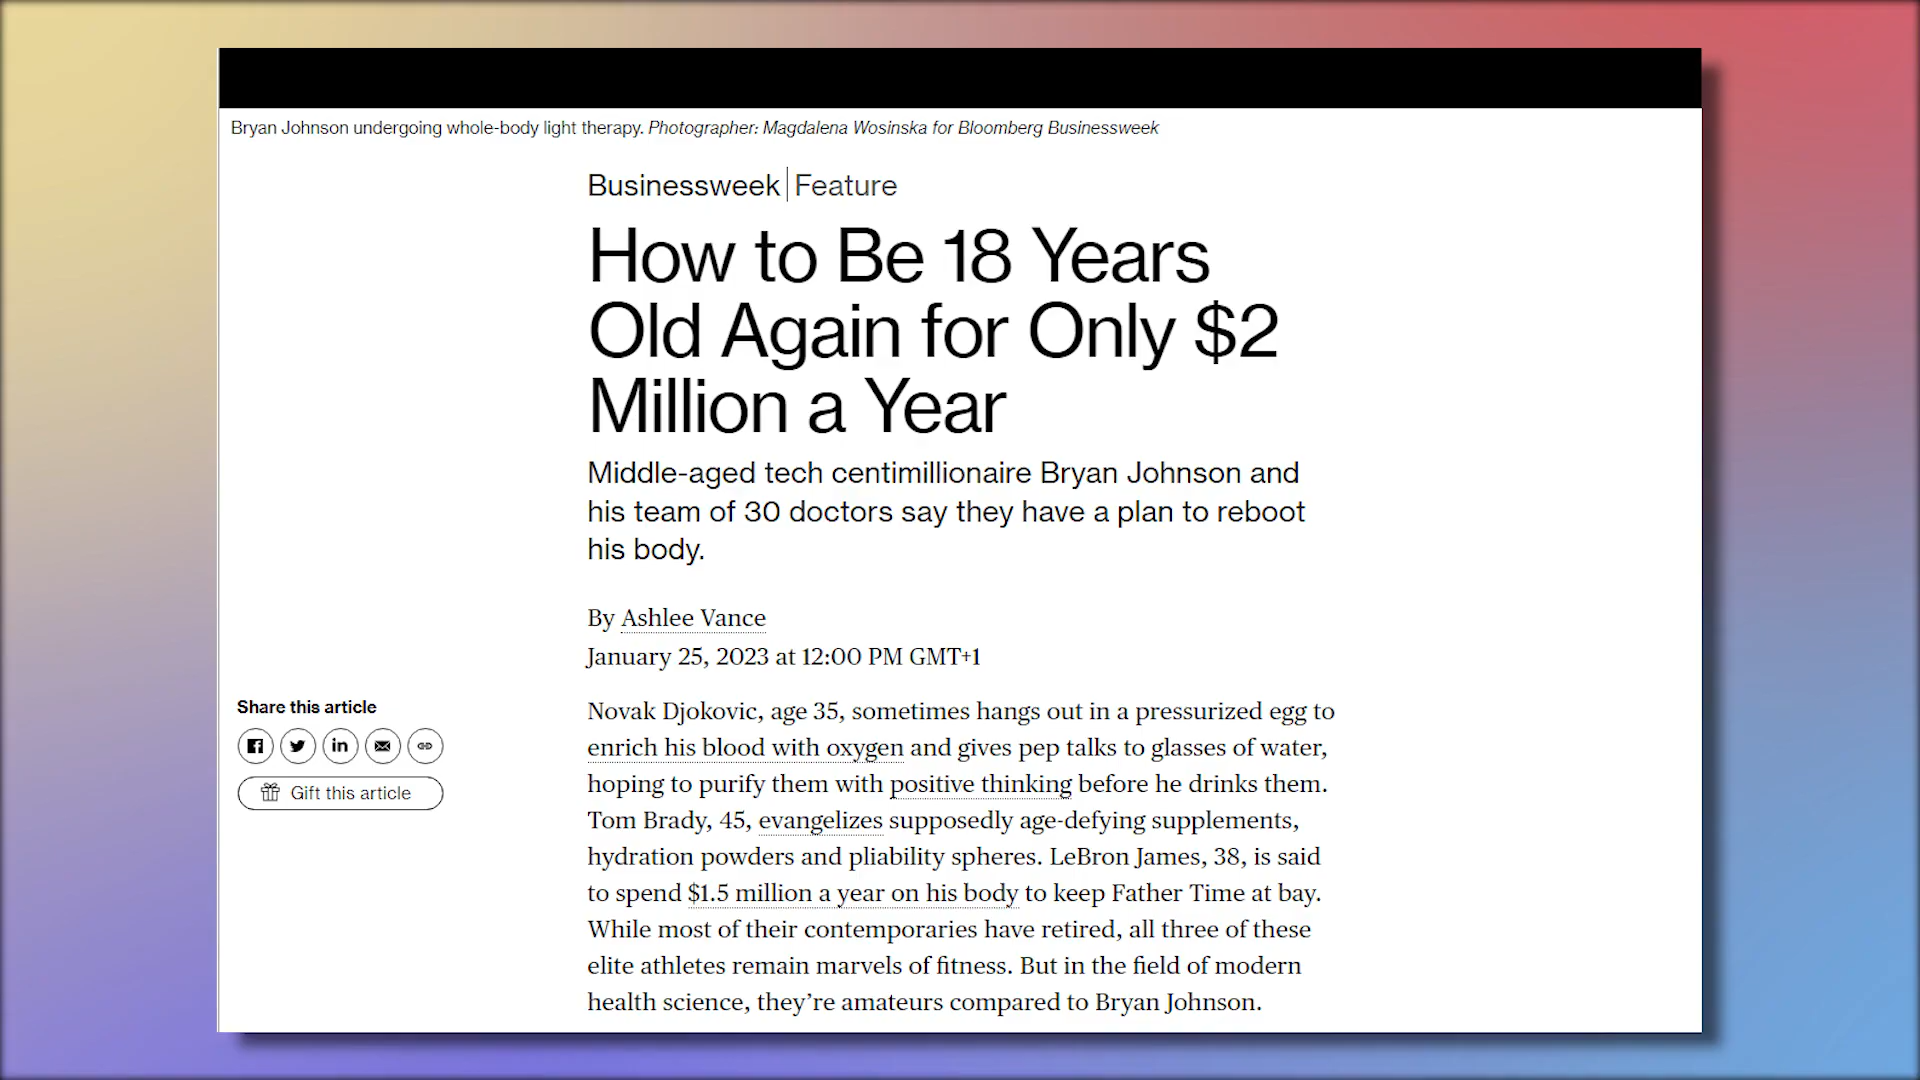 Bryan Johnson undergoing whole-body light therapy. Photographer: Magdalena Wosinska for Bloomberg Businessweek
Businessweek | Feature
How to Be 18 Years
Old Again for Only $2
Million a Year
Middle-aged tech centimillionaire Bryan Johnson and
his team of 30 doctors say they have a plan to reboot
his body.
By Ashlee Vance
January 25, 2023 at 12:00 PM GMT+1
Share this article
Gift this article
Novak Djokovic, age 35, sometimes hangs out in a pressurized egg to
enrich his blood with oxygen and gives pep talks to glasses of water,
hoping to purify them with positive thinking before he drinks them.
Tom Brady, 45, evangelizes supposedly age-defying supplements,
hydration powders and pliability spheres. LeBron James, 38, is said
to spend $1.5 million a year on his body to keep Father Time at bay.
While most of their contemporaries have retired, all three of these
elite athletes remain marvels of fitness. But in the field of modern
health science, they’re amateurs compared to Bryan Johnson.